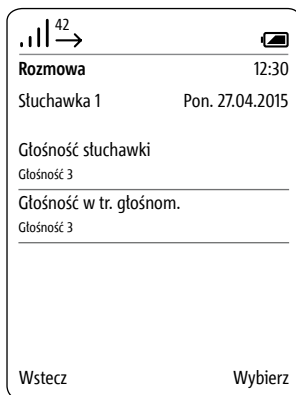 42
Rozmowa 12:30
Słuchawka 1 Pon. 27.04.2015
Głośność słuchawki
Głośność 3
Głośność w tr. głośnom.
Głośność 3
Wstecz Wybierz